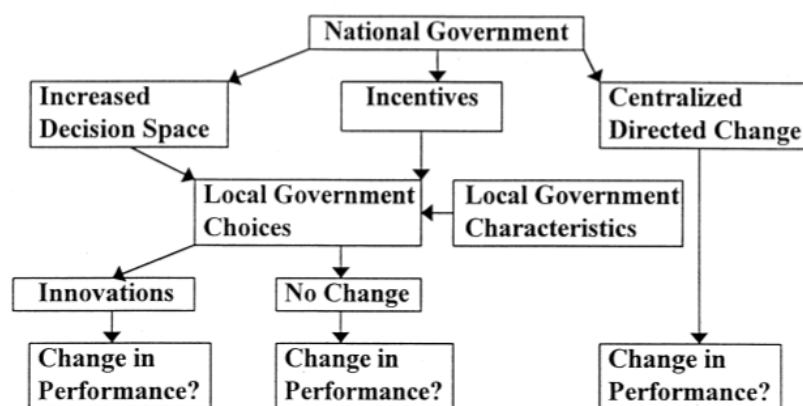 National Government
Increased
Decision Space
Incentives
Centralized
Directed Change
Local Government
Choices
Local Government
Characteristics
Innovations
No Change
Change in
Performance?
Change in
Performance?
Change in
Performance?